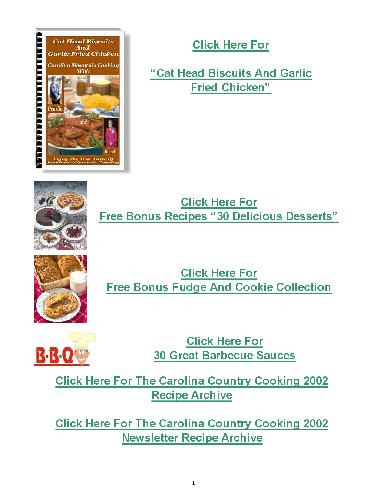 Cat Head Biscuits
And
Garlic Fried Chicken
Carolina Mountain Cooking
With
Click Here For
“Cat Head Biscuits And Garlic
Fried Chicken”
Click Here For
Free Bonus Recipes “30 Delicious Desserts”
Click Here For
Free Bonus Fudge And Cookie Collection
B-B-Q
Click Here For
30 Great Barbecue Sauces
Click Here For The Carolina Country Cooking 2002
Recipe Archive
Click Here For The Carolina Country Cooking 2002
Newsletter Recipe Archive
1